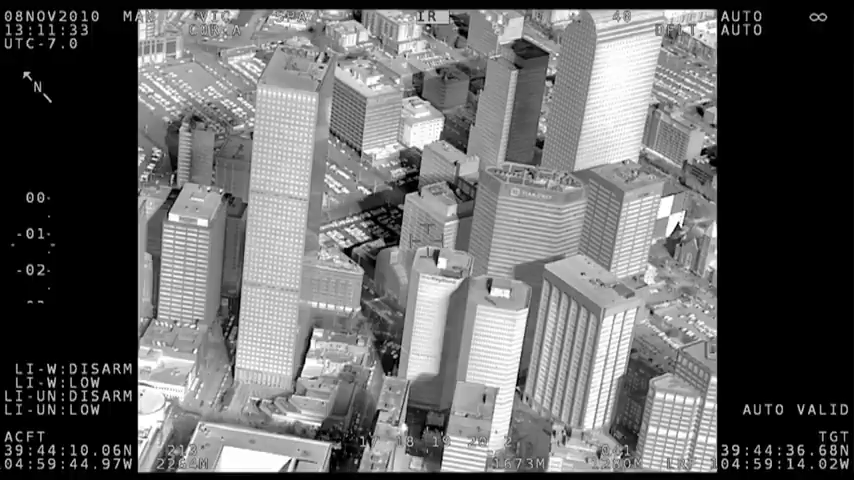 08NOV2010
13:11:33
UTC-7.0
IR
AUTO
AUTO
∞
N
00
-01
-02
LI-W:DISARM
LI-W:LOW
LI-UN:DISARM
LI-UN:LOW
AUTO VALID
ACFT
39:44:10.06N
04:59:44.97W
2264M
1673M
TGT
39:44:36.68N
04:59:14.02W